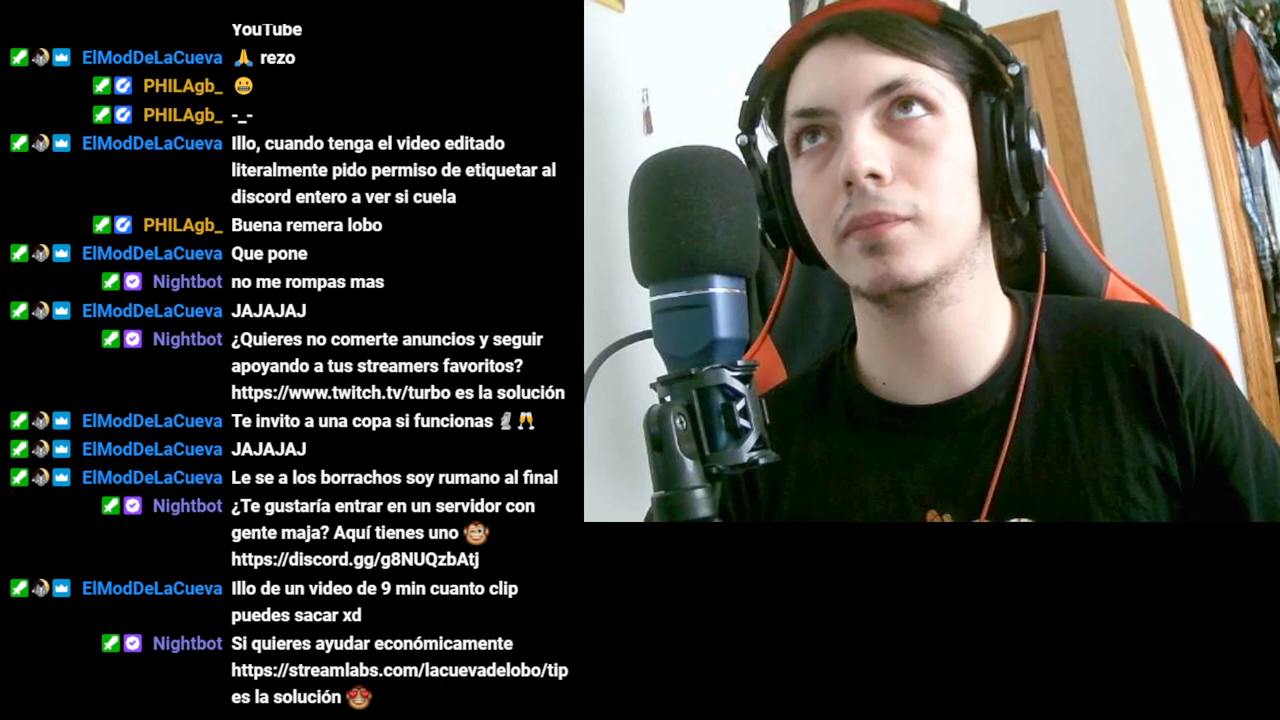 YouTube
ElModDeLaCueva 🙏 rezo
PHILAgb_ 😬
PHILAgb_ -_-
ElModDeLaCueva Illo, cuando tenga el video editado
literalmente pido permiso de etiquetar al
discord entero a ver si cuela
PHILAgb_ Buena remera lobo
ElModDeLaCueva Que pone
Nightbot no me rompas mas
ElModDeLaCueva JAJAJAJ
Nightbot ¿Quieres no comerte anuncios y seguir
apoyando a tus streamers favoritos?
https://www.twitch.tv/turbo es la solución
ElModDeLaCueva Te invito a una copa si funcionas 🗿🥂
ElModDeLaCueva JAJAJAJ
ElModDeLaCueva Le se a los borrachos soy rumano al final
Nightbot ¿Te gustaría entrar en un servidor con
gente maja? Aquí tienes uno
https://discord.gg/g8NUQzbAtj
ElModDeLaCueva Illo de un video de 9 min cuanto clip
puedes sacar xd
Nightbot Si quieres ayudar económicamente
https://streamlabs.com/lacuevadelobo/tip
es la solución